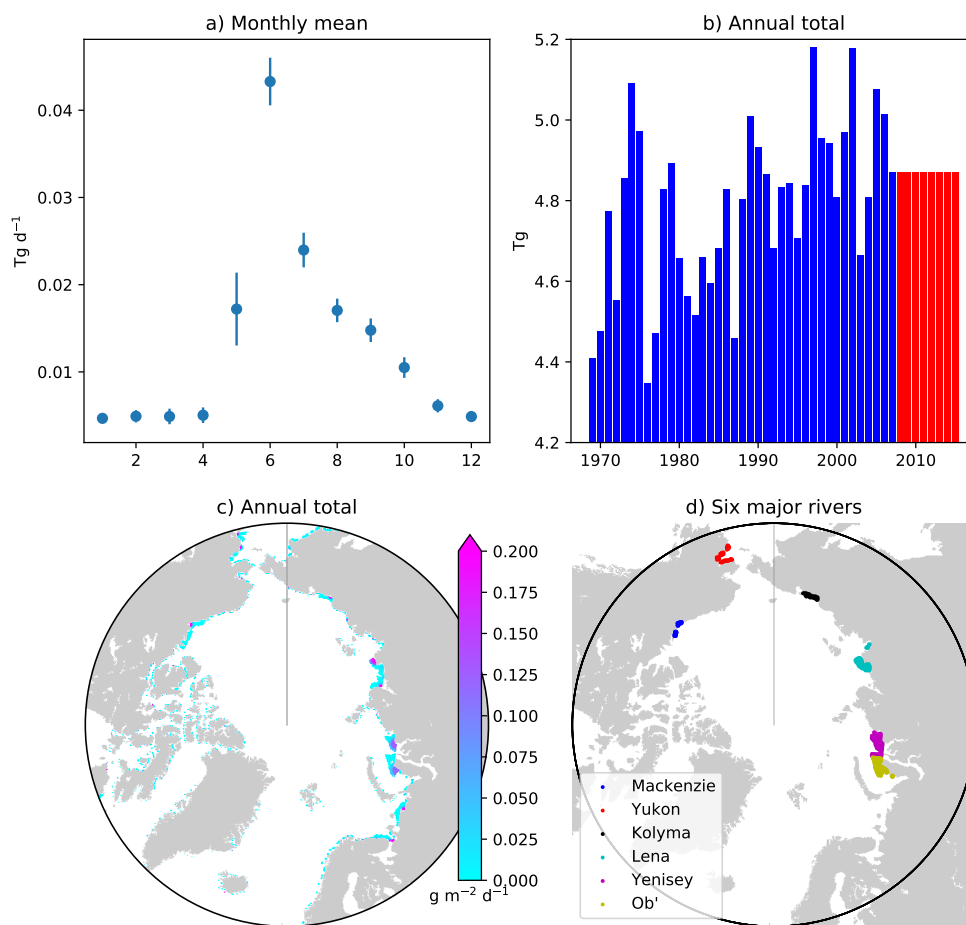 a) Monthly mean
Tg d⁻¹
0.04
0.03
0.02
0.01
2 4 6 8 10 12
b) Annual total
Tg
5.2
5.0
4.8
4.6
4.4
4.2
1970 1980 1990 2000 2010
c) Annual total
0.200
0.175
0.150
0.125
0.100
0.075
0.050
0.025
0.000
g m⁻² d⁻¹
d) Six major rivers
Mackenzie
Yukon
Kolyma
Lena
Yenisey
Ob'